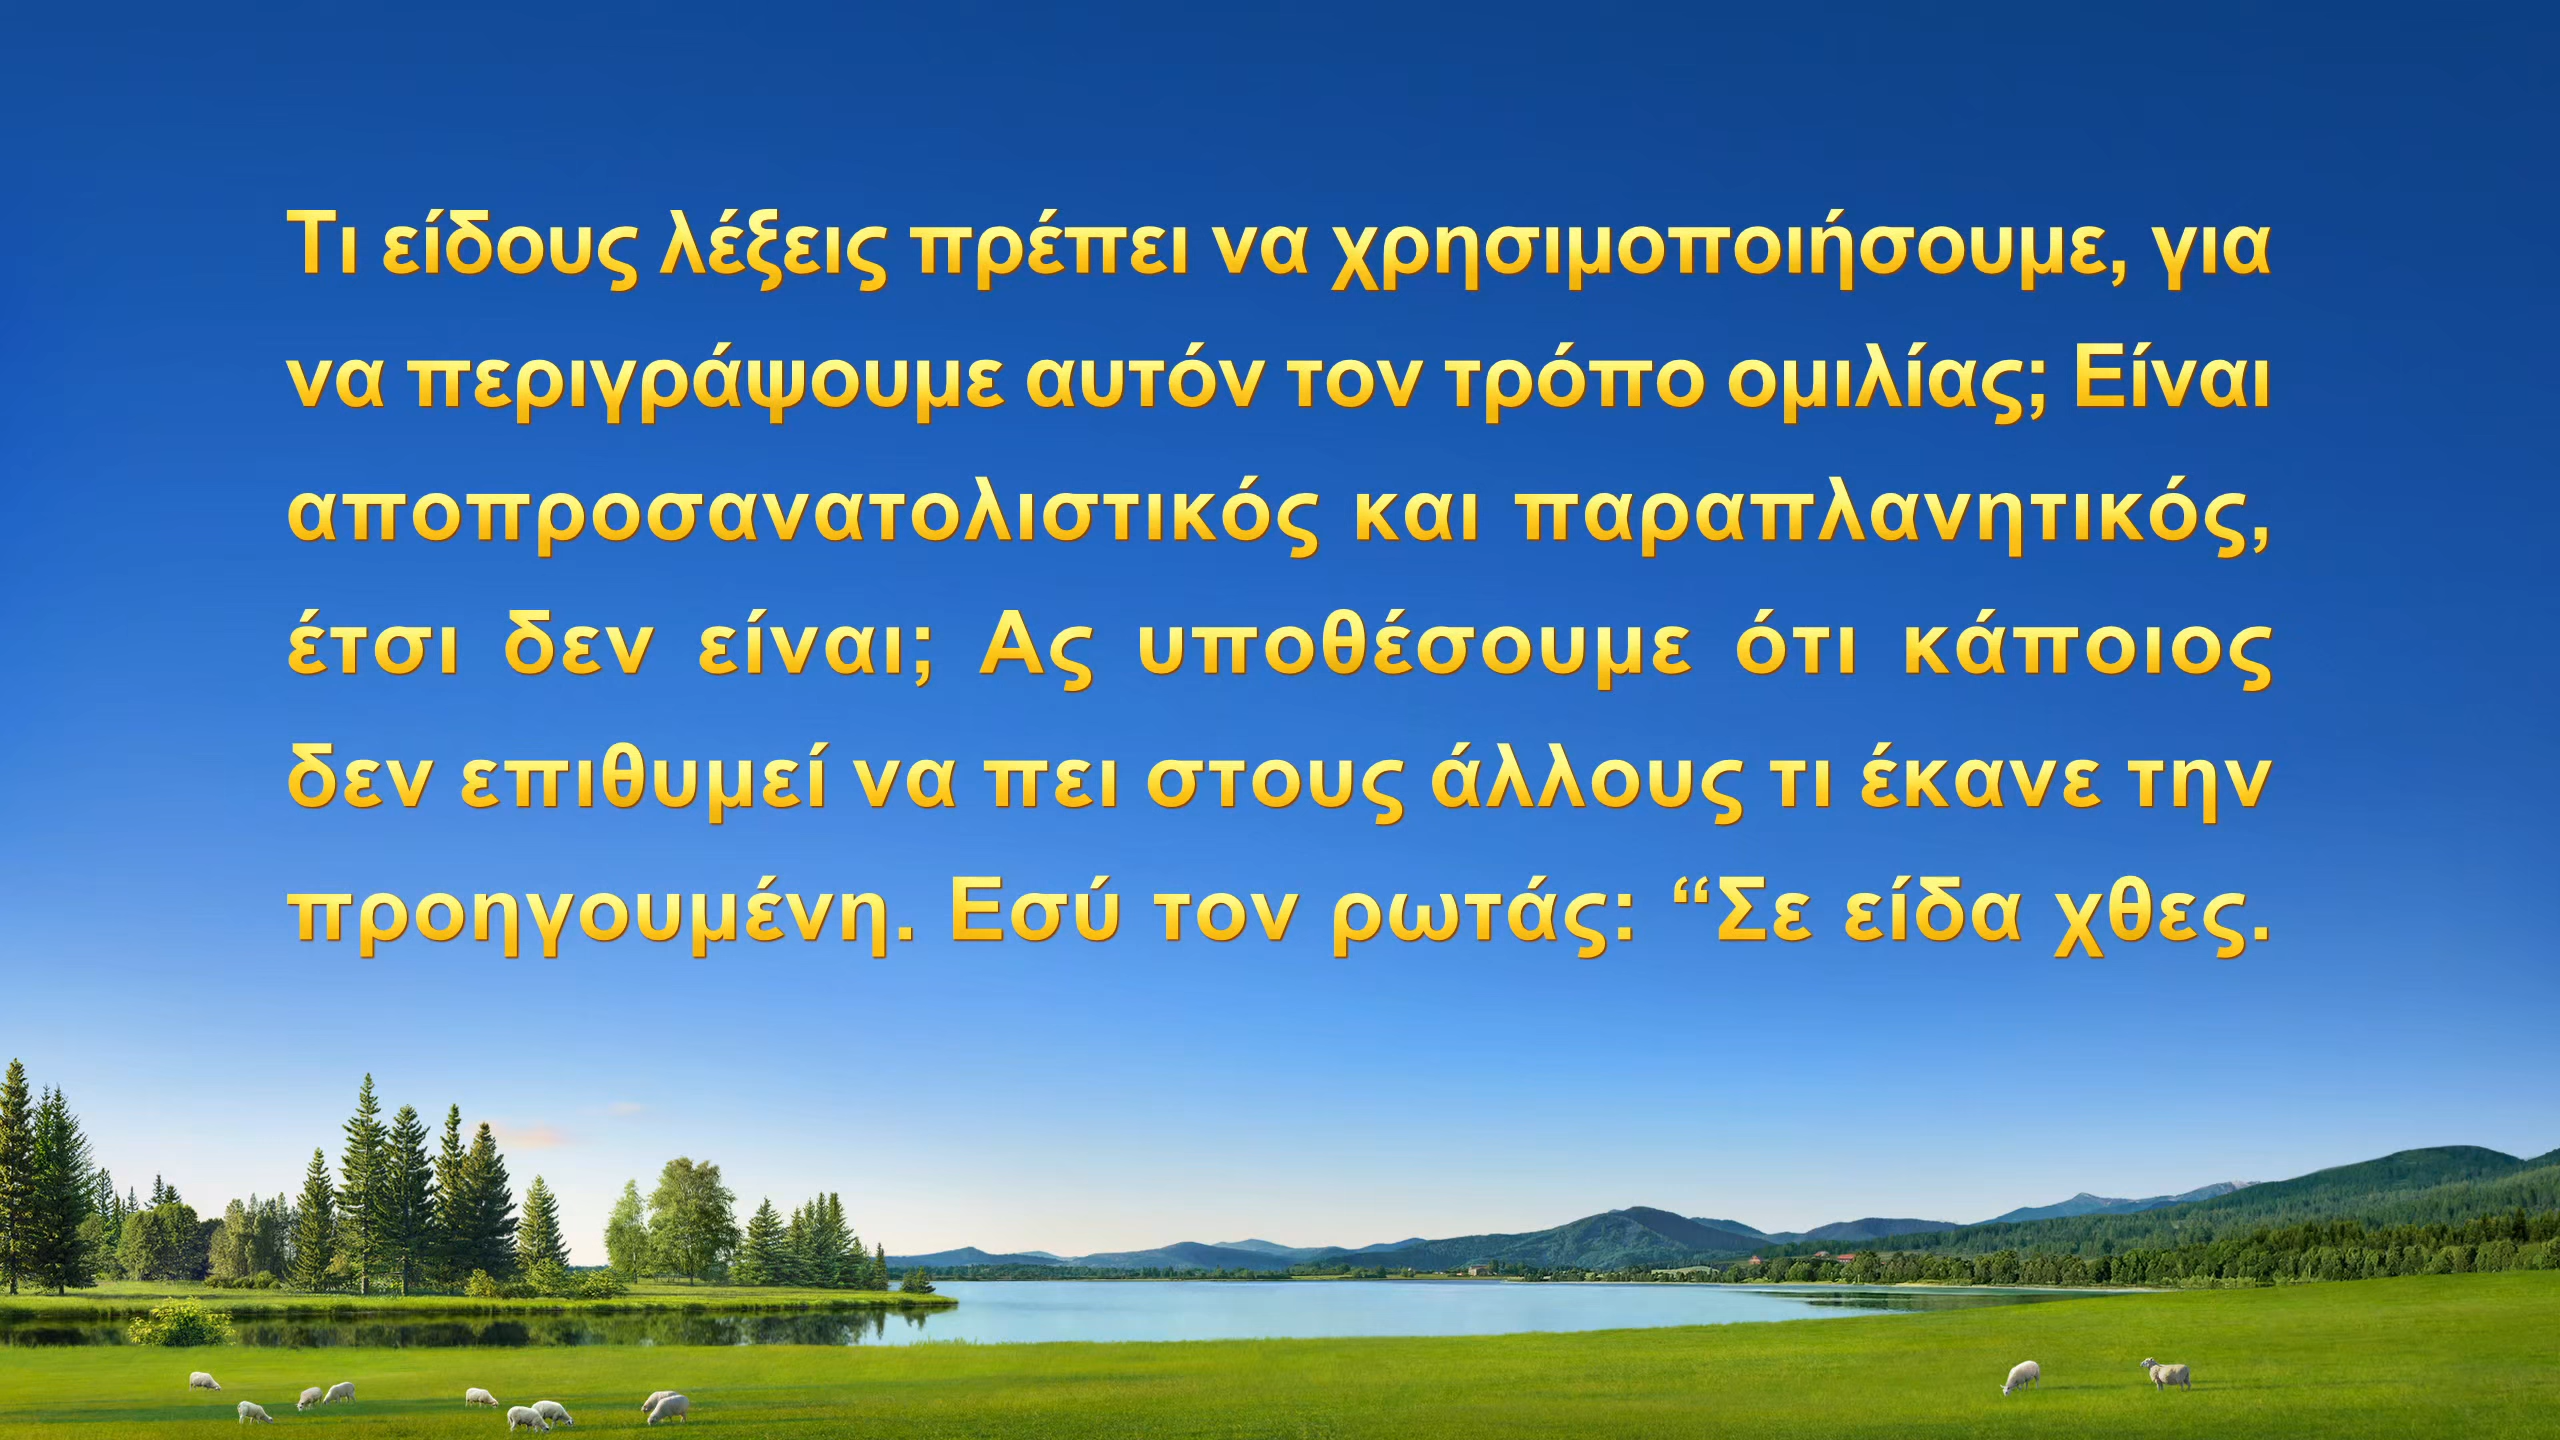 Τι είδους λέξεις πρέπει να χρησιμοποιήσουμε, για
να περιγράψουμε αυτόν τον τρόπο ομιλίας; Είναι
αποπροσανατολιστικός και παραπλανητικός,
έτσι δεν είναι; Ας υποθέσουμε ότι κάποιος
δεν επιθυμεί να πει στους άλλους τι έκανε την
προηγουμένη. Εσύ τον ρωτάς: “Σε είδα χθες.